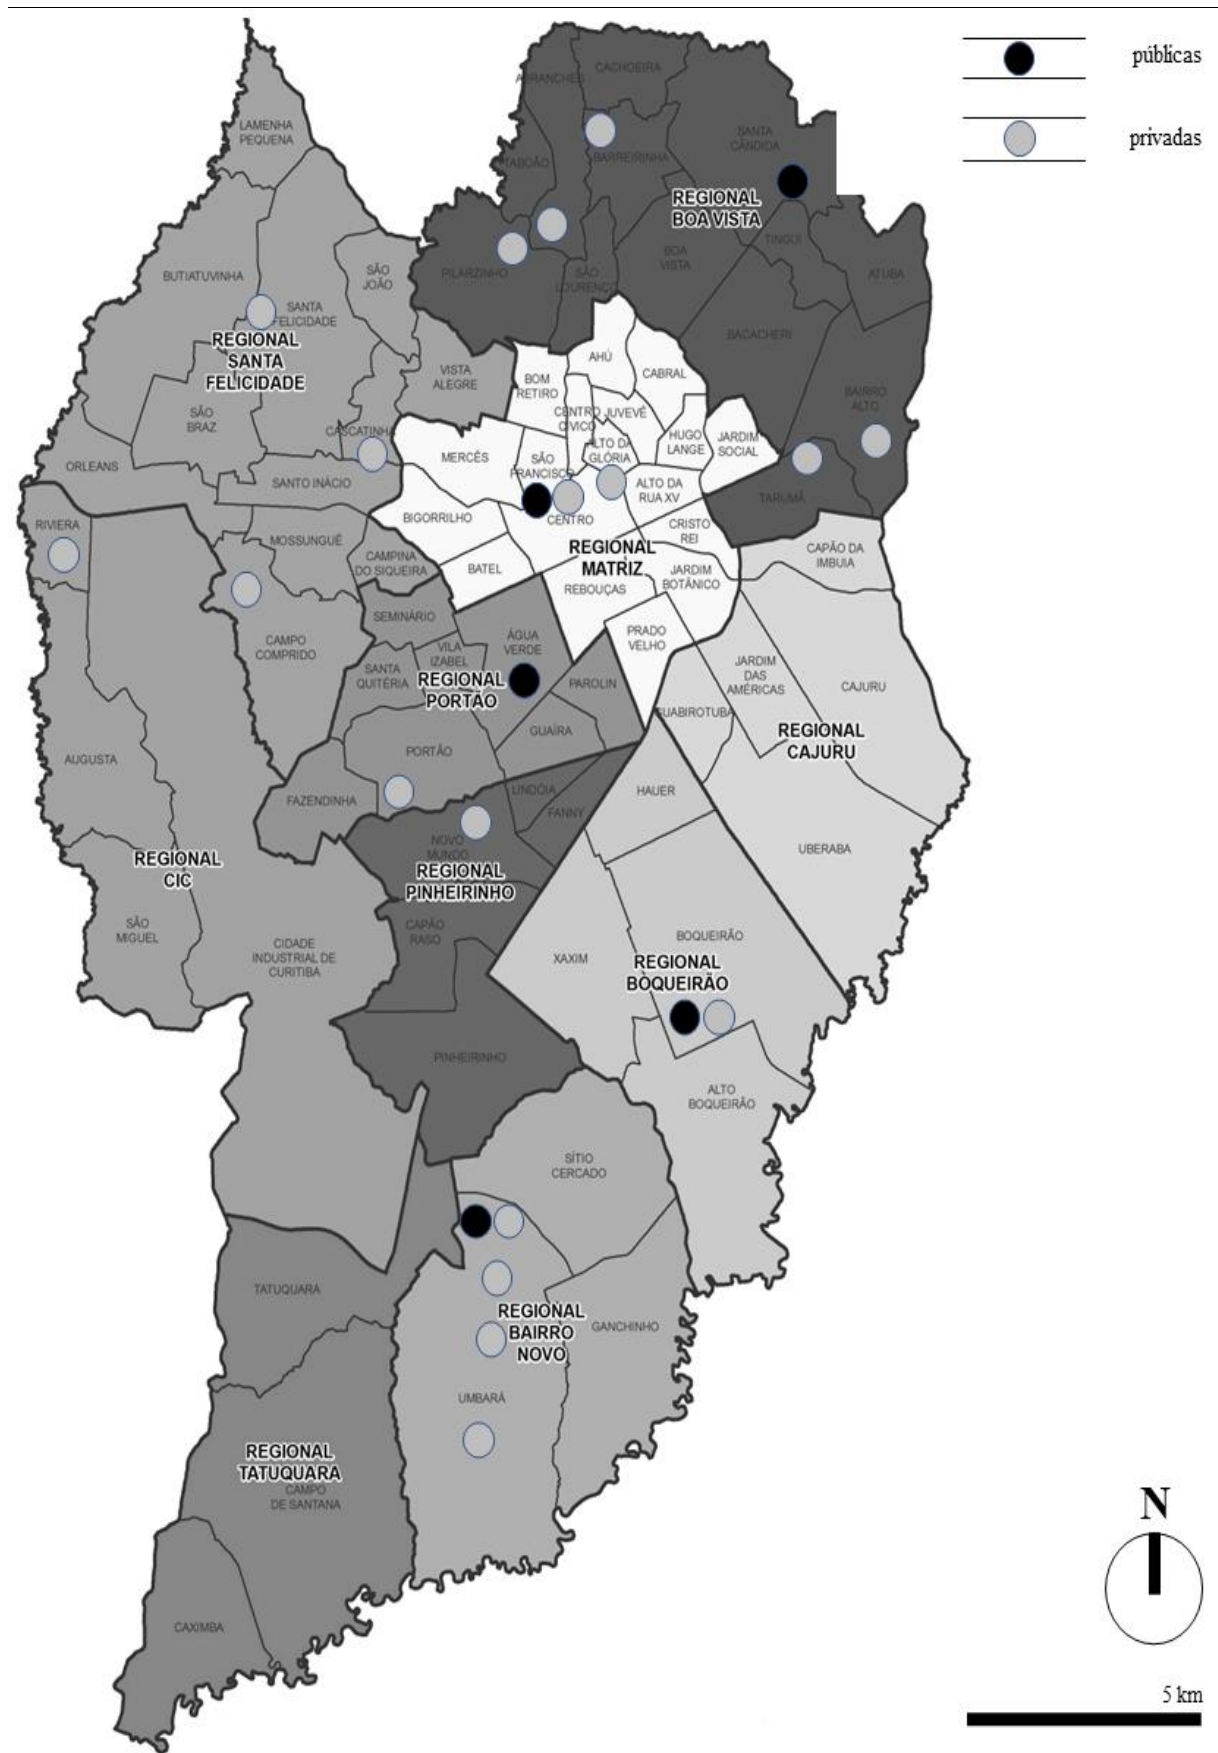 públicas
privadas
ABRANCHES
CACHOEIRA
LAMENHA
PEQUENA
SANTA
CÂNDIDA
TABOÃO
BARREIRINHA
REGIONAL
BOA VISTA
TINGUI
BOA
VISTA
BUTIATUVINHA
SÃO
JOÃO
PILARZINHO
SÃO
LOURENÇO
ATUBA
SANTA
FELICIDADE
REGIONAL
SANTA
FELICIDADE
BACACHERI
AHÚ
VISTA
ALEGRE
BOM
RETIRO
CABRAL
BAIRRO
ALTO
SÃO
BRAZ
CENTRO
CÍVICO
JUVEVÊ
CASCATINHA
HUGO
LANGE
JARDIM
SOCIAL
ALTO DA
GLÓRIA
MERCÊS
SÃO
FRANCISCO
ORLEANS
SANTO INÁCIO
ALTO DA
RUA XV
TARUMÃ
BIGORRILHO
CENTRO
RIVIERA
CRISTO
REI
MOSSUNGUÊ
CAMPINA
DO SIQUEIRA
REGIONAL
MATRIZ
CAPÃO DA
IMBUIA
BATEL
JARDIM
BOTÂNICO
REBOUÇAS
SEMINÁRIO
ÁGUA
VERDE
PRADO
VELHO
CAMPO
COMPRIDO
VILA
IZABEL
SANTA
QUITÉRIA
JARDIM
DAS
AMÉRICAS
REGIONAL
PORTÃO
PAROLIN
CAJURU
GUABIROTUBA
GUAÍRA
REGIONAL
CAJURU
PORTÃO
AUGUSTA
LINDÓIA
HAUER
FAZENDINHA
FANNY
NOVO
MUNDO
UBERABA
REGIONAL
CIC
REGIONAL
PINHEIRINHO
SÃO
MIGUEL
CAPÃO
RASO
BOQUEIRÃO
CIDADE
INDUSTRIAL DE
CURITIBA
XAXIM
REGIONAL
BOQUEIRÃO
PINHEIRINHO
ALTO
BOQUEIRÃO
SÍTIO
CERCADO
TATUQUARA
REGIONAL
BAIRRO
NOVO
GANCHINHO
UMBARÁ
REGIONAL
TATUQUARA
CAMPO
DE SANTANA
N
CAXIMBA
5 km